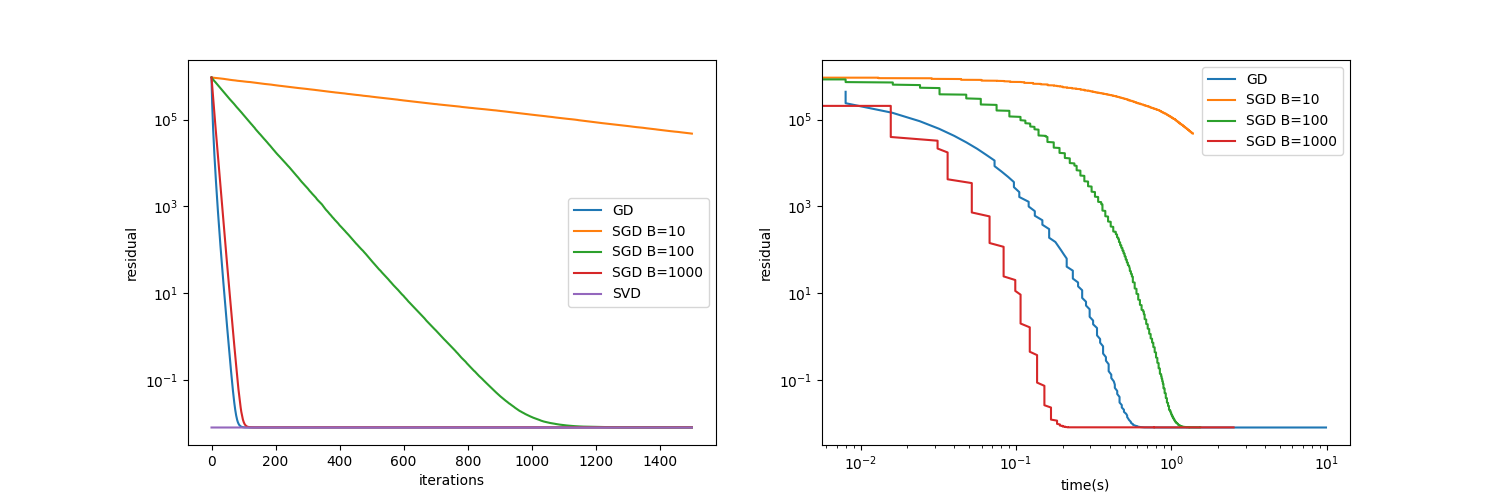 residual
10^5
10^3
10^1
10^-1
0 200 400 600 800 1000 1200 1400
iterations
GD
SGD B=10
SGD B=100
SGD B=1000
SVD
residual
10^5
10^3
10^1
10^-1
10^-2 10^-1 10^0 10^1
time(s)
GD
SGD B=10
SGD B=100
SGD B=1000